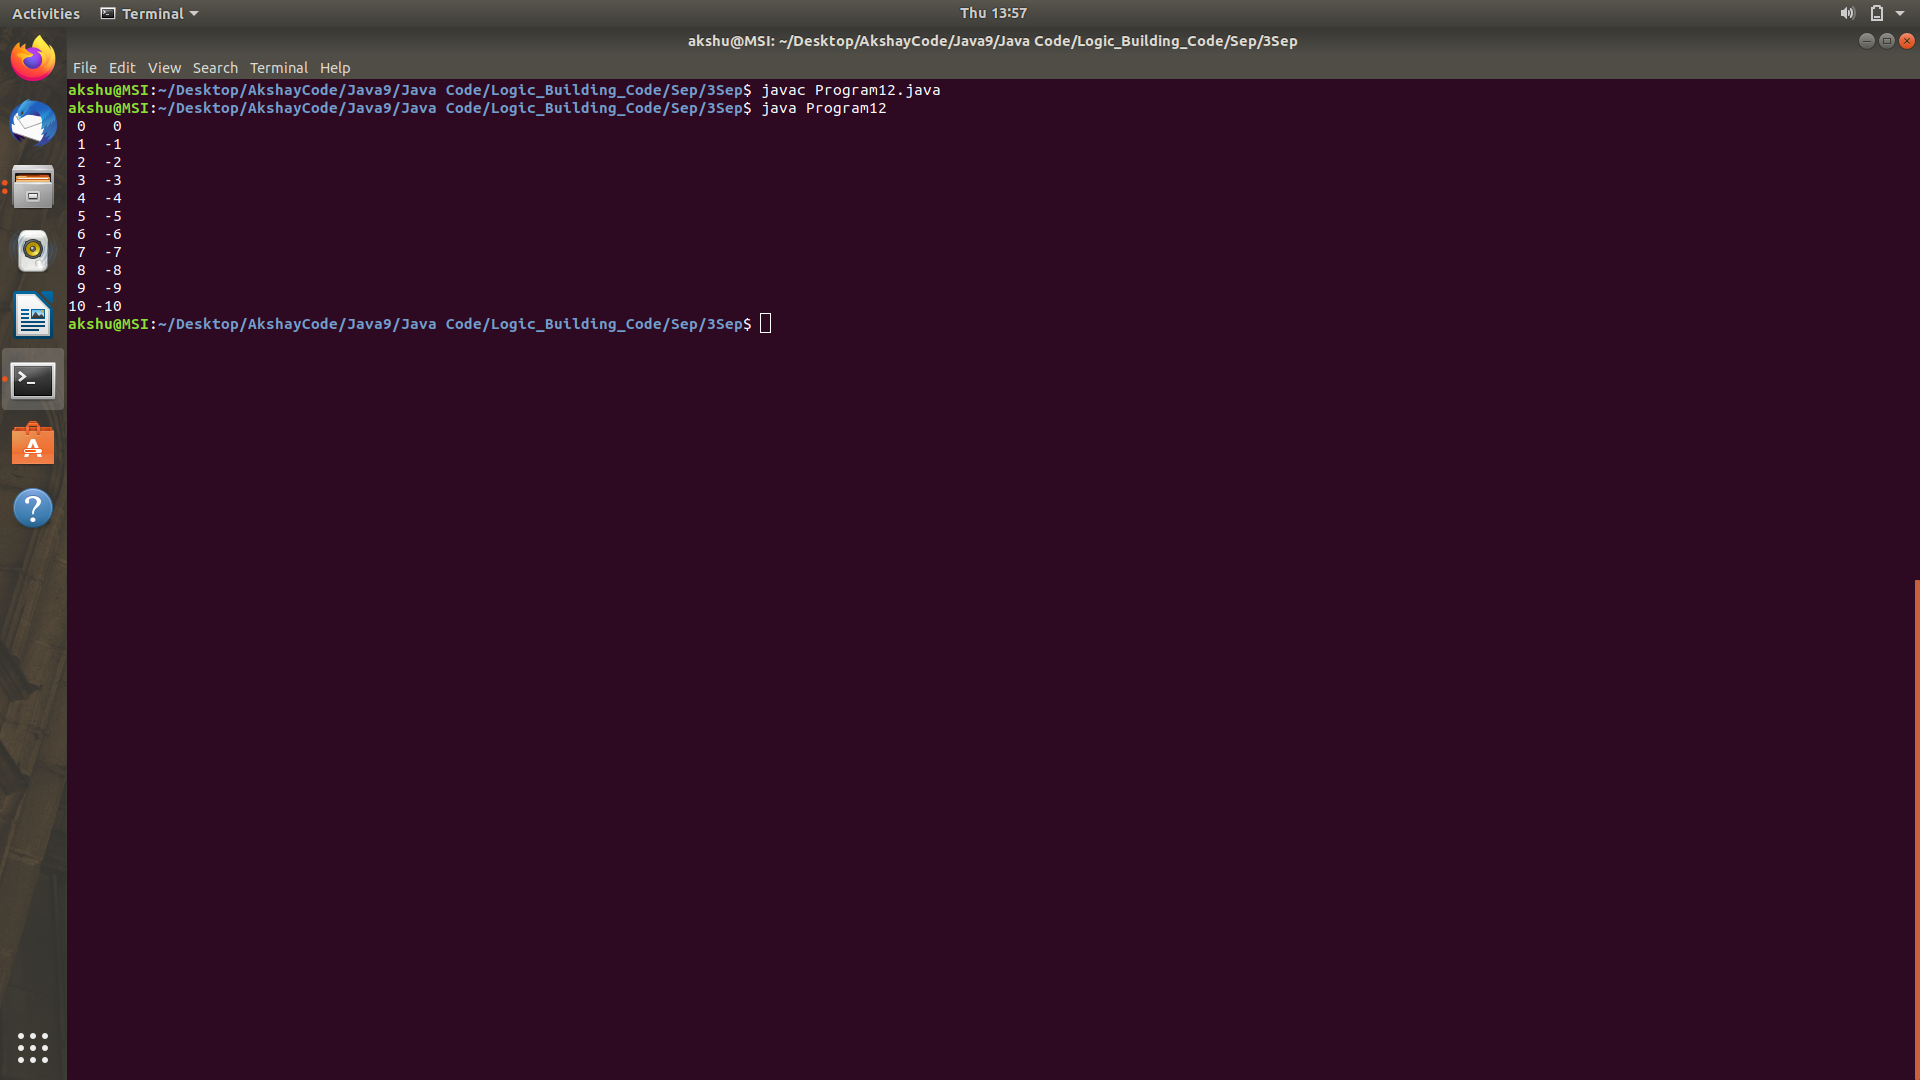 Activities Terminal Thu 13:57
akshu@MSI: ~/Desktop/AkshayCode/Java9/Java Code/Logic_Building_Code/Sep/3Sep
File Edit View Search Terminal Help
akshu@MSI:~/Desktop/AkshayCode/Java9/Java Code/Logic_Building_Code/Sep/3Sep$ javac Program12.java
akshu@MSI:~/Desktop/AkshayCode/Java9/Java Code/Logic_Building_Code/Sep/3Sep$ java Program12
 0   0
 1  -1
 2  -2
 3  -3
 4  -4
 5  -5
 6  -6
 7  -7
 8  -8
 9  -9
10 -10
akshu@MSI:~/Desktop/AkshayCode/Java9/Java Code/Logic_Building_Code/Sep/3Sep$